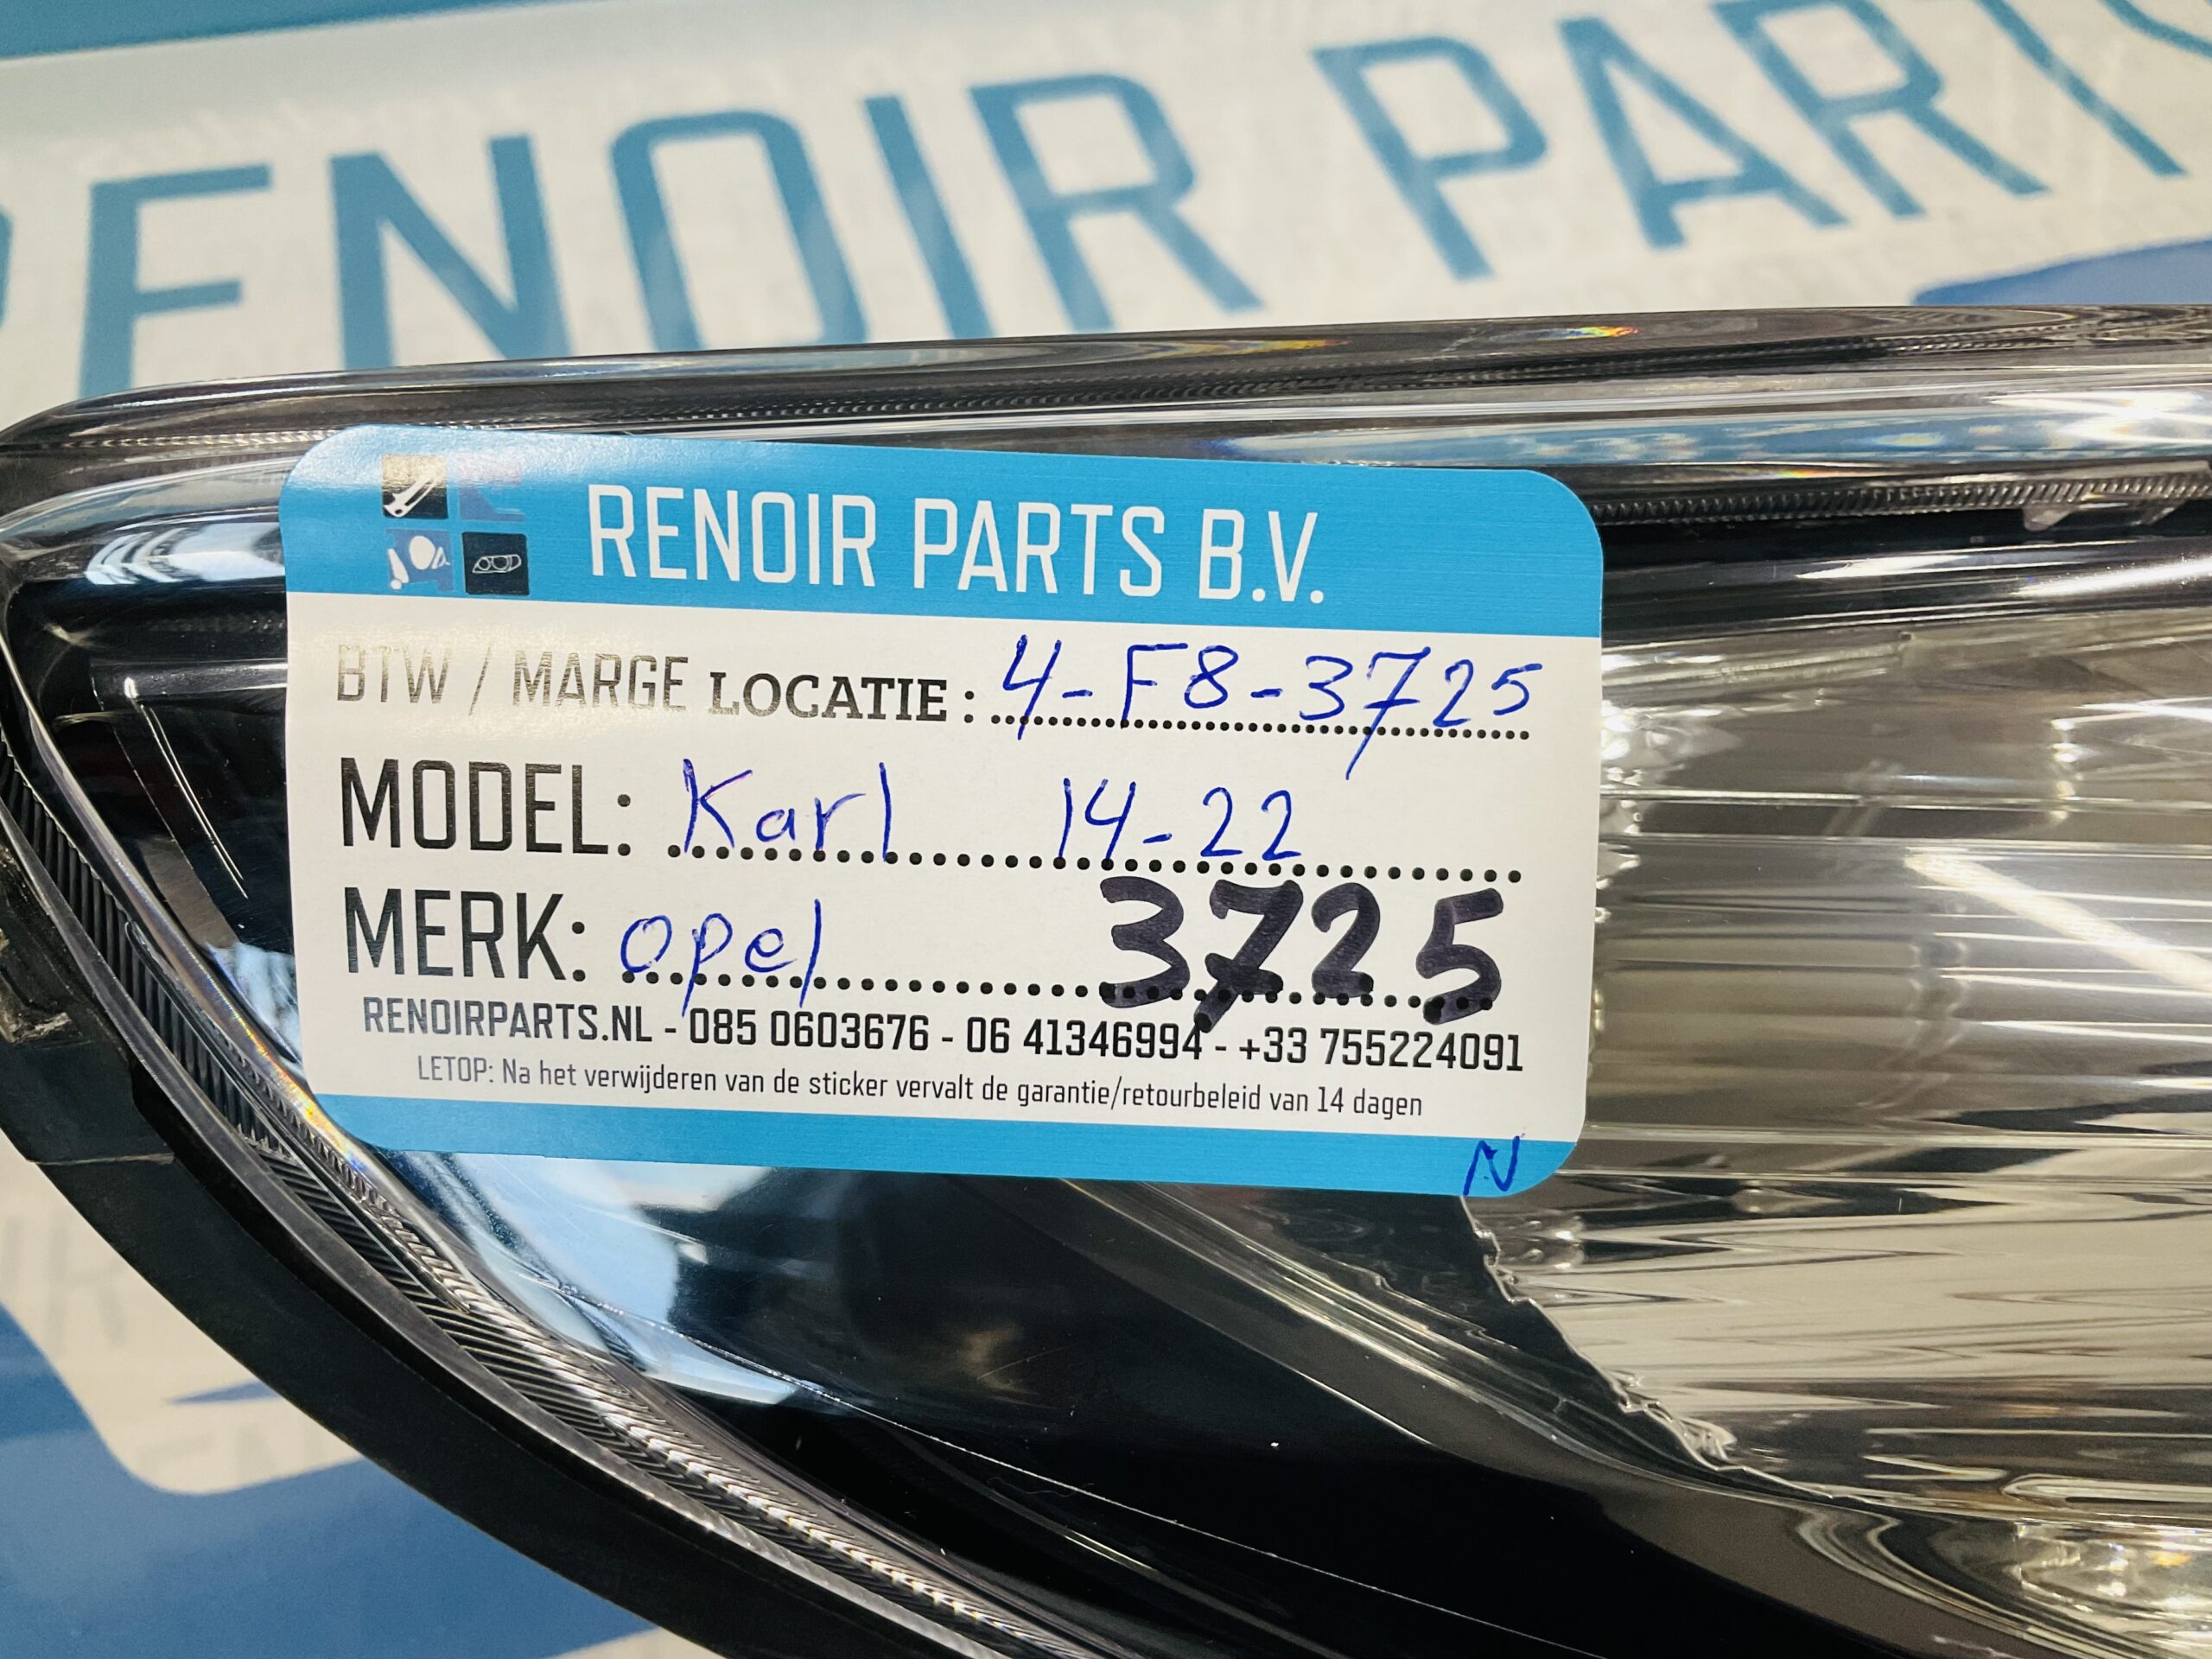 RENOIR PARTS
RENOIR PARTS B.V.
BTW / MARGE LOCATIE : 4-F8-3725
MODEL: Karl 14-22
MERK: opel 3725
RENOIRPARTS.NL - 085 0603676 - 06 41346994 - +33 755224091
LETOP: Na het verwijderen van de sticker vervalt de garantie/retourbeleid van 14 dagen
N